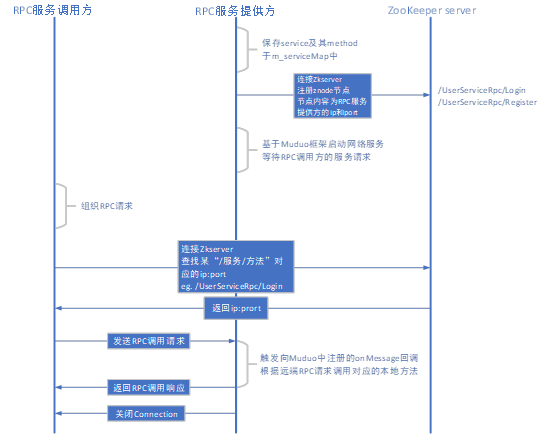 RPC服务调用方
RPC服务提供方
ZooKeeper server
保存service及其method
于m_serviceMap中
连接Zkserver
注册znode节点
节点内容为RPC服务
提供方的ip和port
/UserServiceRpc/Login
/UserServiceRpc/Register
基于Muduo框架启动网络服务
等待RPC调用方的服务请求
组织RPC请求
连接Zkserver
查找某“/服务/方法”对
应的ip:port
eg. /UserServiceRpc/Login
返回ip:prort
发送RPC调用请求
触发向Muduo中注册的onMessage回调
根据远端RPC请求调用对应的本地方法
返回RPC调用响应
关闭Connection